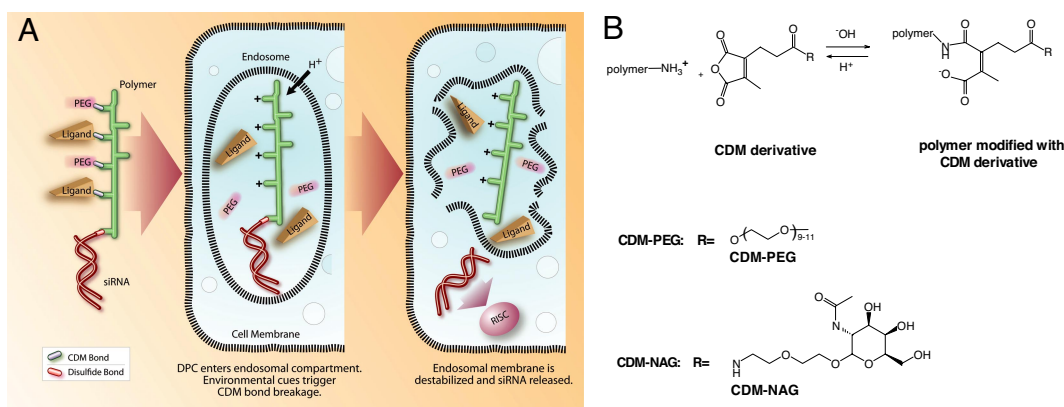 A
Polymer
PEG
Ligand
PEG
Ligand
siRNA
CDM Bond
Disulfide Bond
Endosome
H+
+
+
+
+
Ligand
PEG
PEG
Ligand
Cell Membrane
DPC enters endosomal compartment.
Environmental cues trigger
CDM bond breakage.
Ligand
+
+
+
+
PEG
PEG
Ligand
RISC
Endosomal membrane is
destabilized and siRNA released.
B
polymer—NH3+
+
O
O
O
O
R
CDM derivative
-OH
H+
polymer
N
H
O
O
R
-O
O
polymer modified with
CDM derivative
CDM-PEG: R=
O
O
9-11
CDM-PEG
CDM-NAG: R=
O
N
H
OH
OH
OH
H
N
O
O
O
CDM-NAG